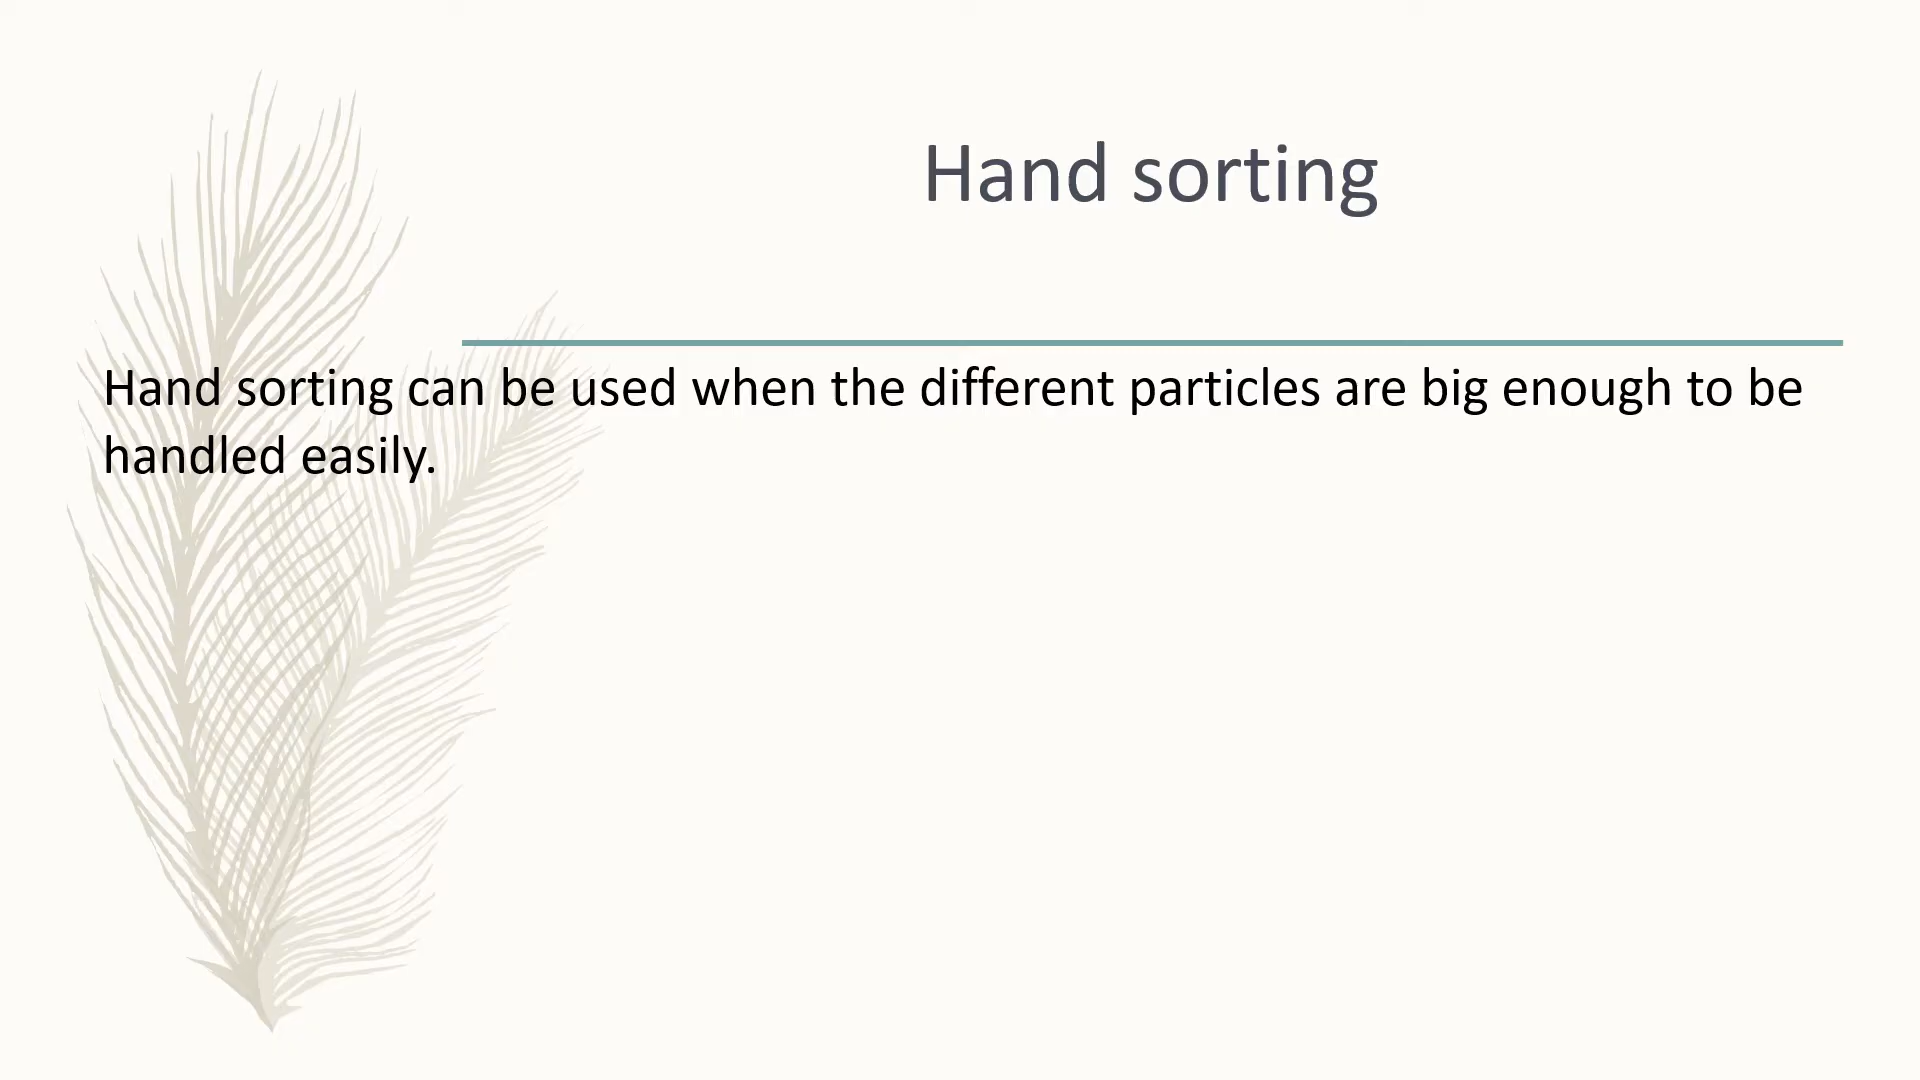 Hand sorting
Hand sorting can be used when the different particles are big enough to be
handled easily.